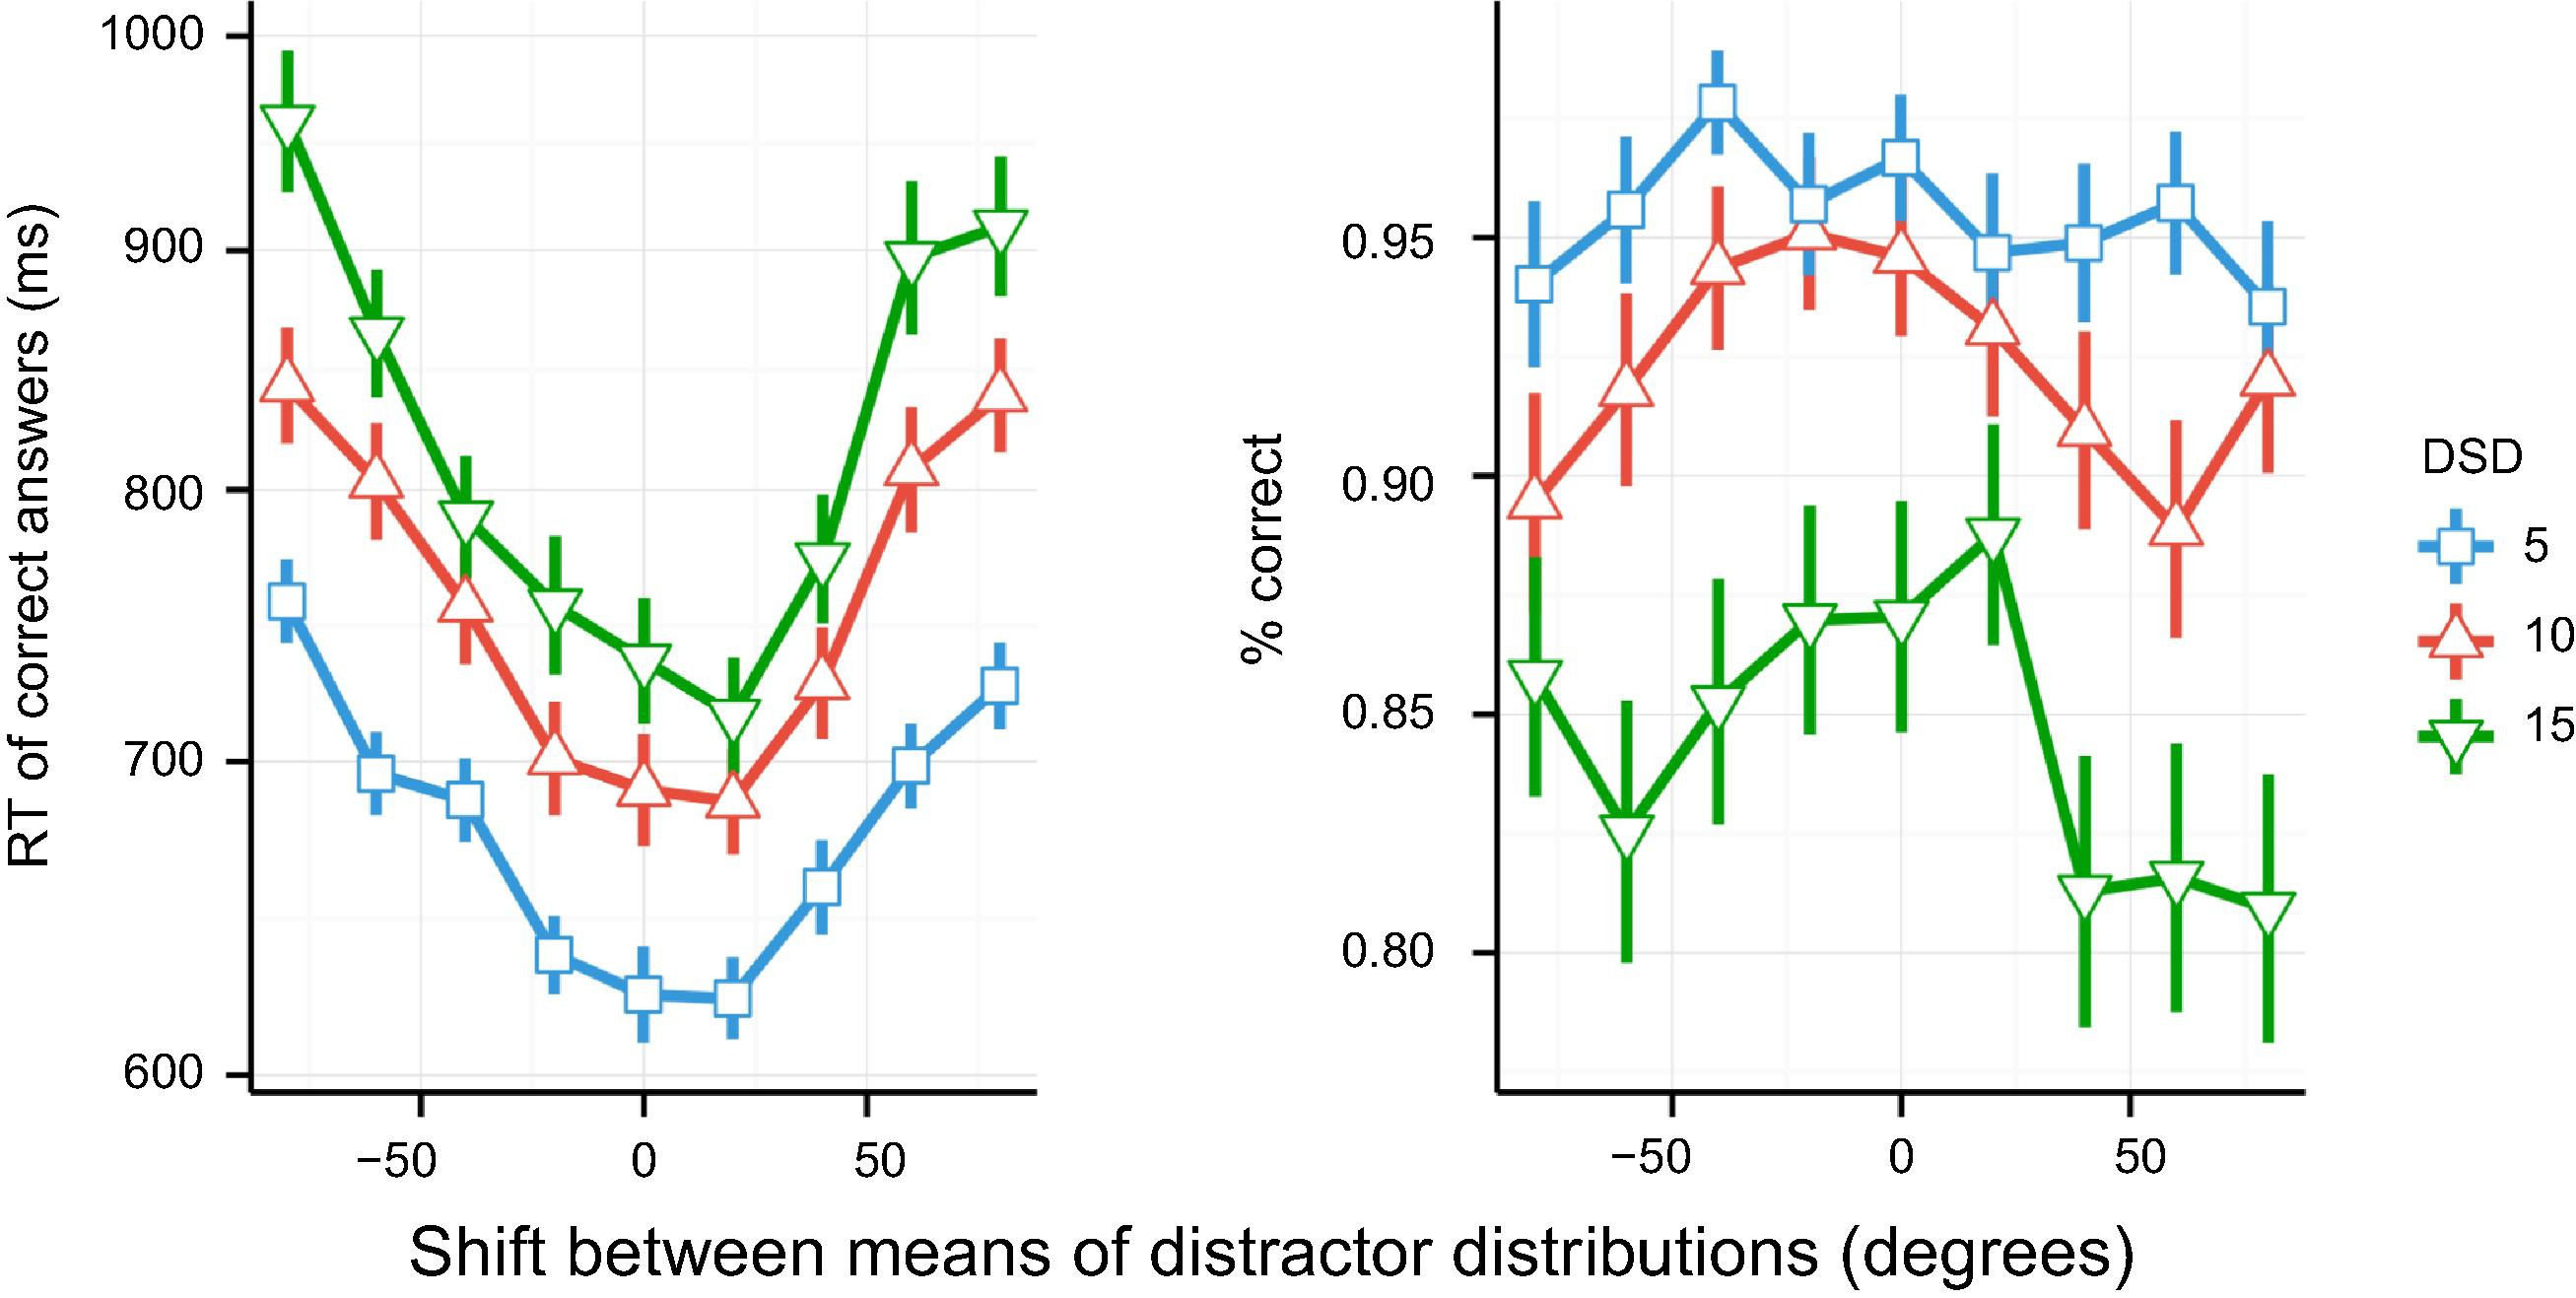 RT of correct answers (ms)
1000
900
800
700
600
−50 0 50
% correct
0.95
0.90
0.85
0.80
−50 0 50
DSD
5
10
15
Shift between means of distractor distributions (degrees)